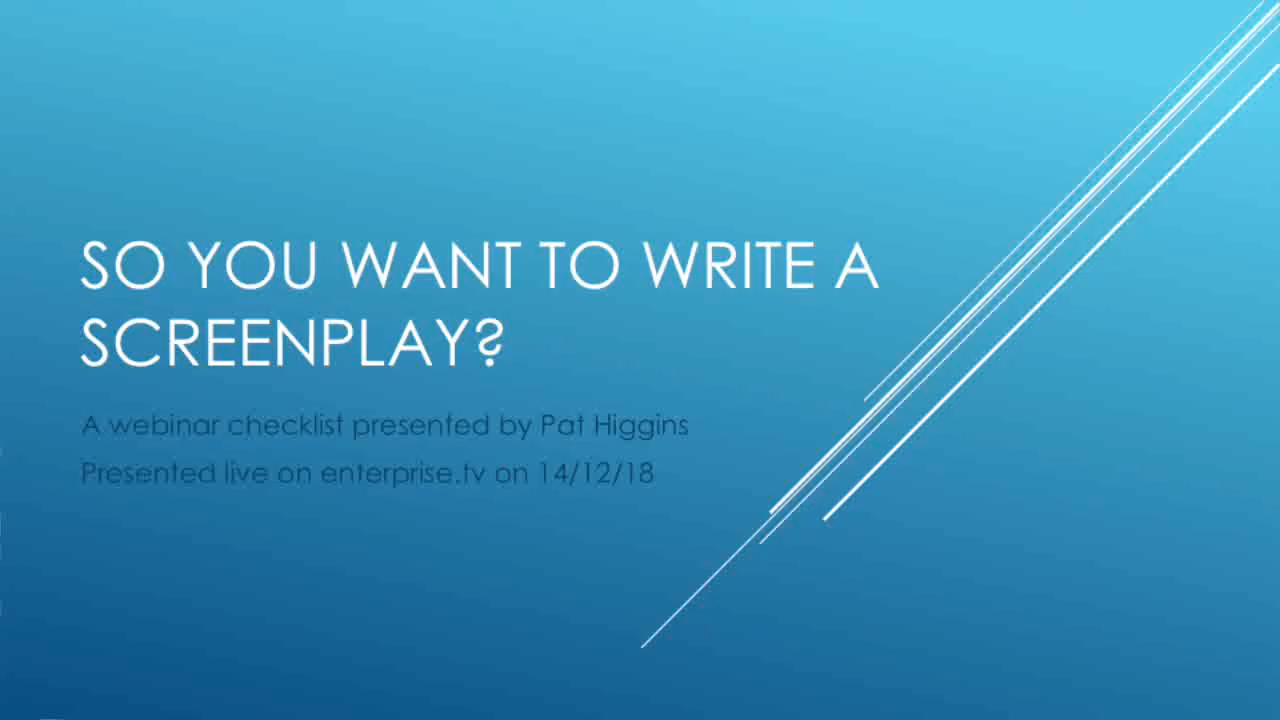 SO YOU WANT TO WRITE A
SCREENPLAY?
A webinar checklist presented by Pat Higgins
Presented live on enterprise.tv on 14/12/18